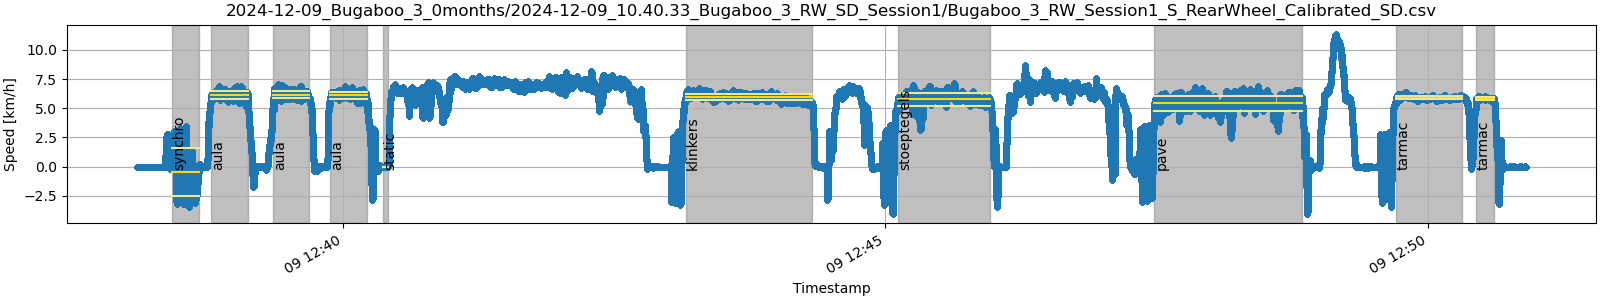 2024-12-09_Bugaboo_3_0months/2024-12-09_10.40.33_Bugaboo_3_RW_SD_Session1/Bugaboo_3_RW_Session1_S_RearWheel_Calibrated_SD.csv
Speed [km/h]
10.0
7.5
5.0
2.5
0.0
−2.5
synchro
aula
aula
aula
static
klinkers
stoeptegels
pave
tarmac
tarmac
09 12:40
09 12:45
09 12:50
Timestamp